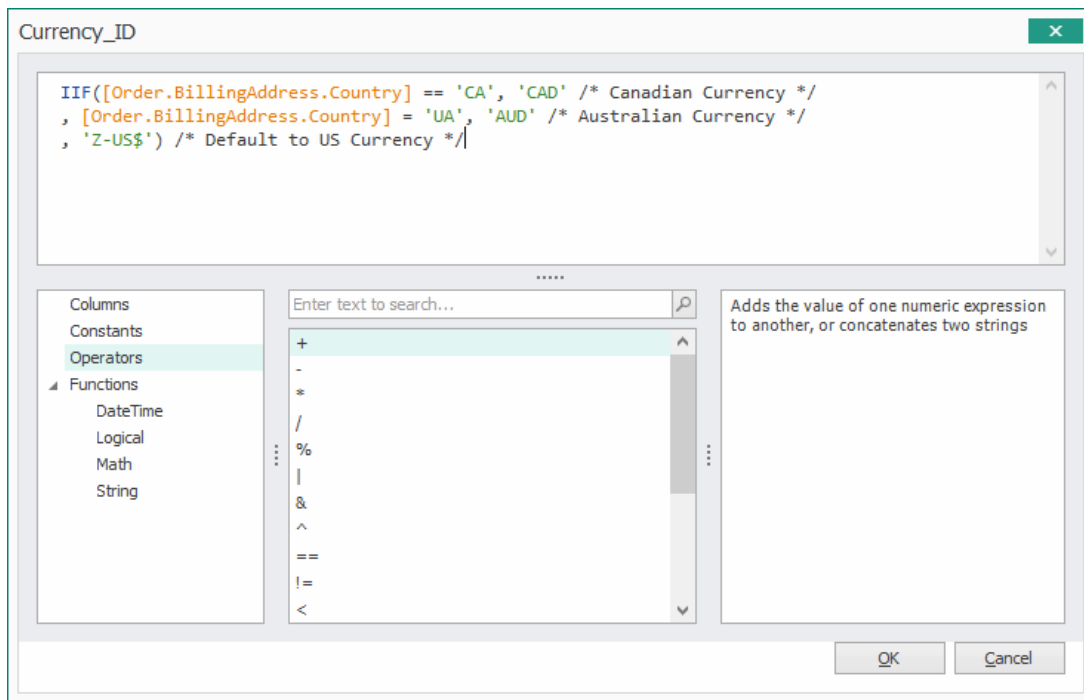 Currency_ID
IIF([Order.BillingAddress.Country] == 'CA', 'CAD' /* Canadian Currency */
, [Order.BillingAddress.Country] = 'UA', 'AUD' /* Australian Currency */
, 'Z-US$') /* Default to US Currency */
Columns
Constants
Operators
Functions
DateTime
Logical
Math
String
Enter text to search...
+
-
*
/
%
|
&
^
==
!=
<
Adds the value of one numeric expression
to another, or concatenates two strings
OK
Cancel